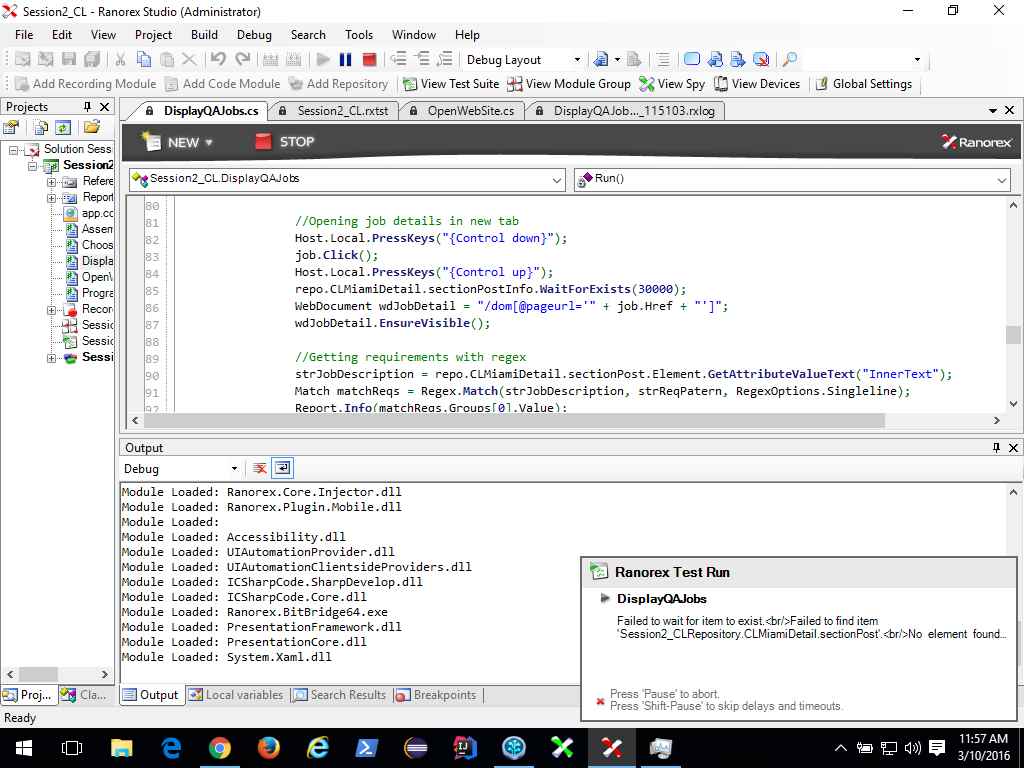 Session2_CL - Ranorex Studio (Administrator)
File Edit View Project Build Debug Search Tools Window Help
Debug Layout
Add Recording Module Add Code Module Add Repository View Test Suite View Module Group View Spy View Devices Global Settings
Projects
DisplayQAJobs.cs Session2_CL.rxtst OpenWebSite.cs DisplayQAJob..._115103.rxlog
NEW STOP Ranorex
Session2_CL.DisplayQAJobs Run()
Solution Sess
Session2
Refere
Report
app.co
Assem
Choos
Displa
OpenW
Progra
Record
Sessio
Sessio
Sessi
80
81 //Opening job details in new tab
82 Host.Local.PressKeys("{Control down}");
83 job.Click();
84 Host.Local.PressKeys("{Control up}");
85 repo.CLMiamiDetail.sectionPostInfo.WaitForExists(30000);
86 WebDocument wdJobDetail = "/dom[@pageurl='" + job.Href + "']";
87 wdJobDetail.EnsureVisible();
88
89 //Getting requirements with regex
90 strJobDescription = repo.CLMiamiDetail.sectionPost.Element.GetAttributeValueText("InnerText");
91 Match matchReqs = Regex.Match(strJobDescription, strReqPatern, RegexOptions.Singleline);
92 Report.Info(matchReqs.Groups[0].Value);
Output
Debug
Module Loaded: Ranorex.Core.Injector.dll
Module Loaded: Ranorex.Plugin.Mobile.dll
Module Loaded:
Module Loaded: Accessibility.dll
Module Loaded: UIAutomationProvider.dll
Module Loaded: UIAutomationClientsideProviders.dll
Module Loaded: ICSharpCode.SharpDevelop.dll
Module Loaded: ICSharpCode.Core.dll
Module Loaded: Ranorex.BitBridge64.exe
Module Loaded: PresentationFramework.dll
Module Loaded: PresentationCore.dll
Module Loaded: System.Xaml.dll
Ranorex Test Run
DisplayQAJobs
Failed to wait for item to exist.<br/>Failed to find item
'Session2_CLRepository.CLMiamiDetail.sectionPost'.<br/>No element found...
Press 'Pause' to abort.
Press 'Shift-Pause' to skip delays and timeouts.
Proj... Cla... Output Local variables Search Results Breakpoints
Ready
11:57 AM
3/10/2016